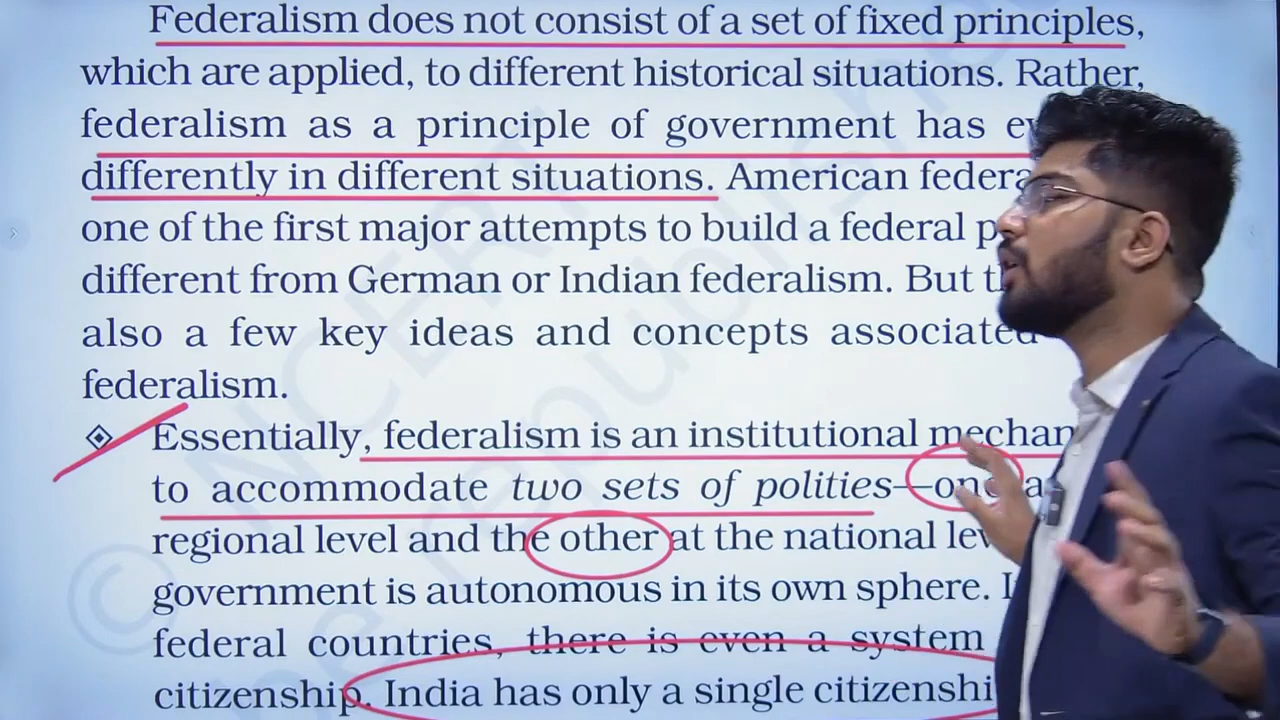 Federalism does not consist of a set of fixed principles,
which are applied, to different historical situations. Rather,
federalism as a principle of government has
differently in different situations. American
one of the first major attempts to build a federal
different from German or Indian federalism. But
also a few key ideas and concepts associated
federalism.
Essentially, federalism is an institutional
to accommodate two sets of polities—one
regional level and the other at the national
government is autonomous in its own sphere.
federal countries, there is even a system
citizenship. India has only a single
© NCERT
be republished